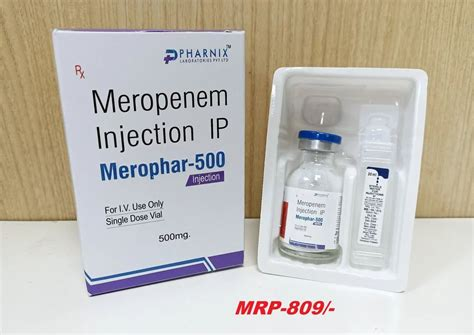 PHARNIX™
LABORATORIES PVT LTD
Rx
Meropenem
Injection IP
Merophar-500
Injection
For I.V. Use Only
Single Dose Vial
500mg.
Meropenem
Injection IP
Merophar-500
MRP-809/-